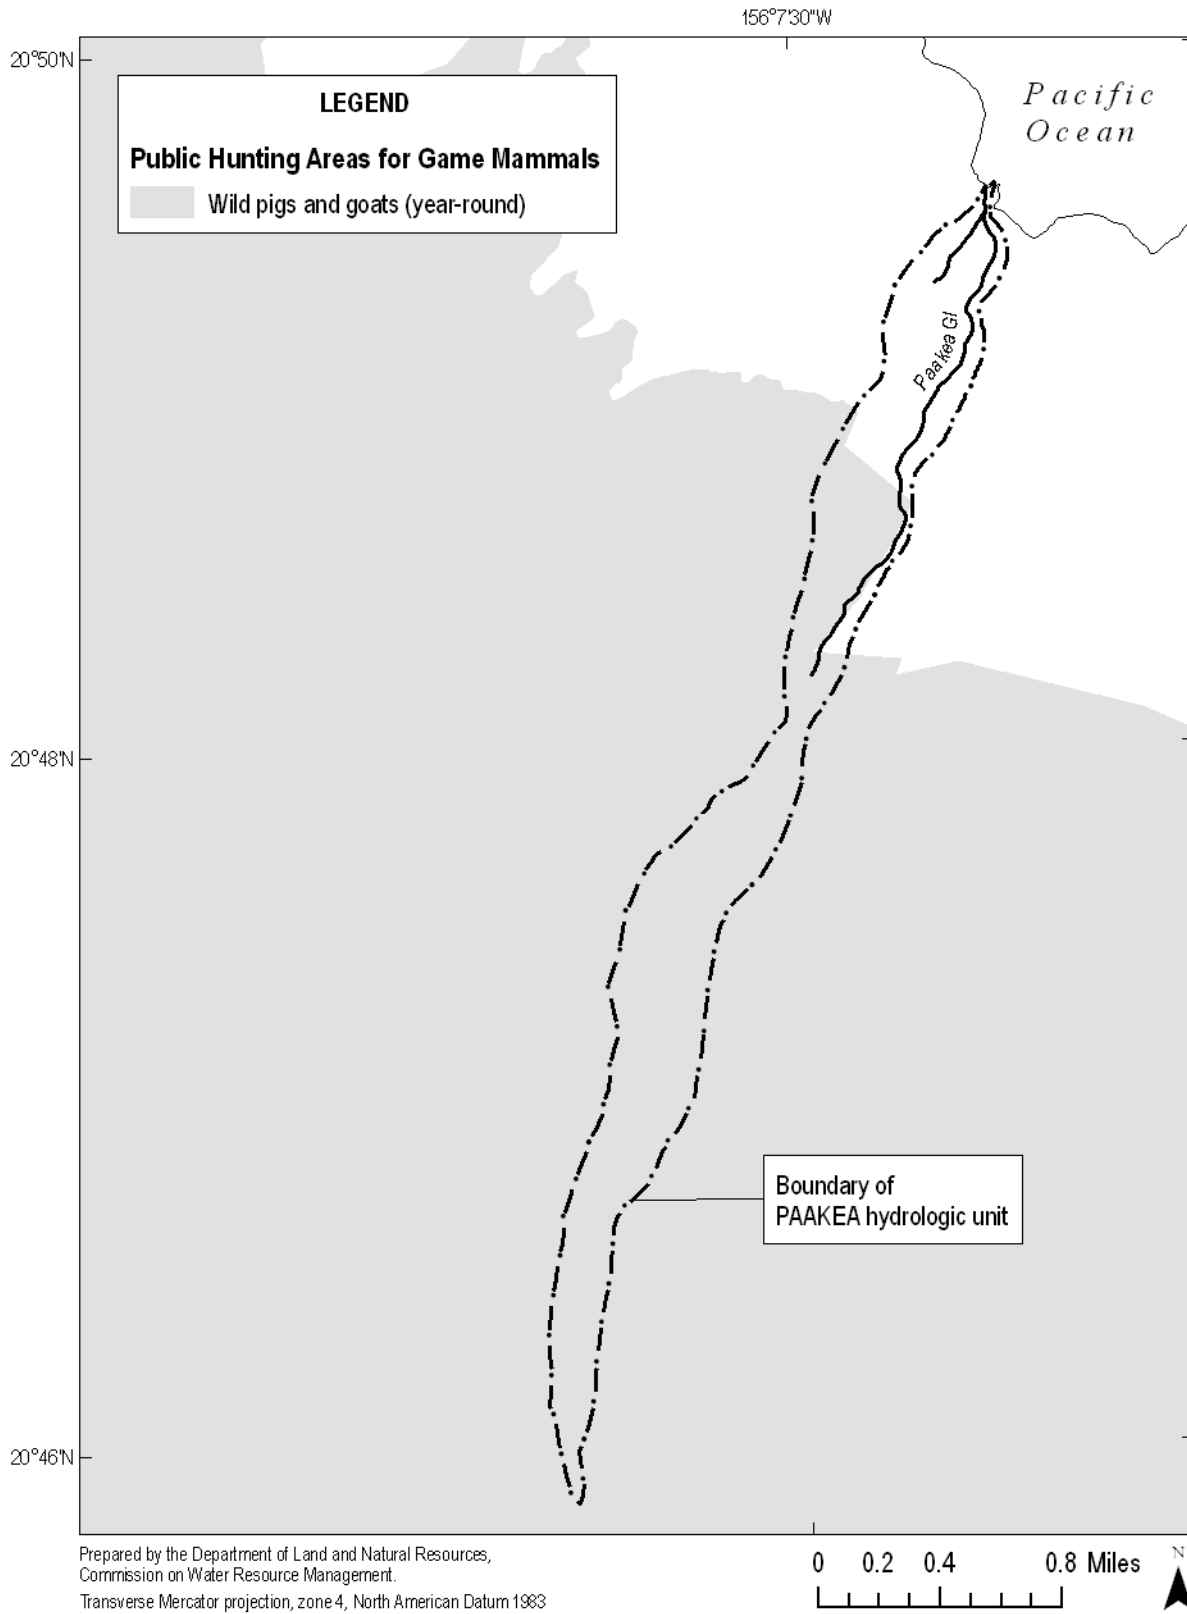 156°7'30"W
20°50'N
Pacific
Ocean
LEGEND
Public Hunting Areas for Game Mammals
Wild pigs and goats (year-round)
Paakea Gl
20°48'N
Boundary of
PAAKEA hydrologic unit
20°46'N
Prepared by the Department of Land and Natural Resources,
Commission on Water Resource Management.
Transverse Mercator projection, zone 4, North American Datum 1983
0 0.2 0.4 0.8 Miles
N